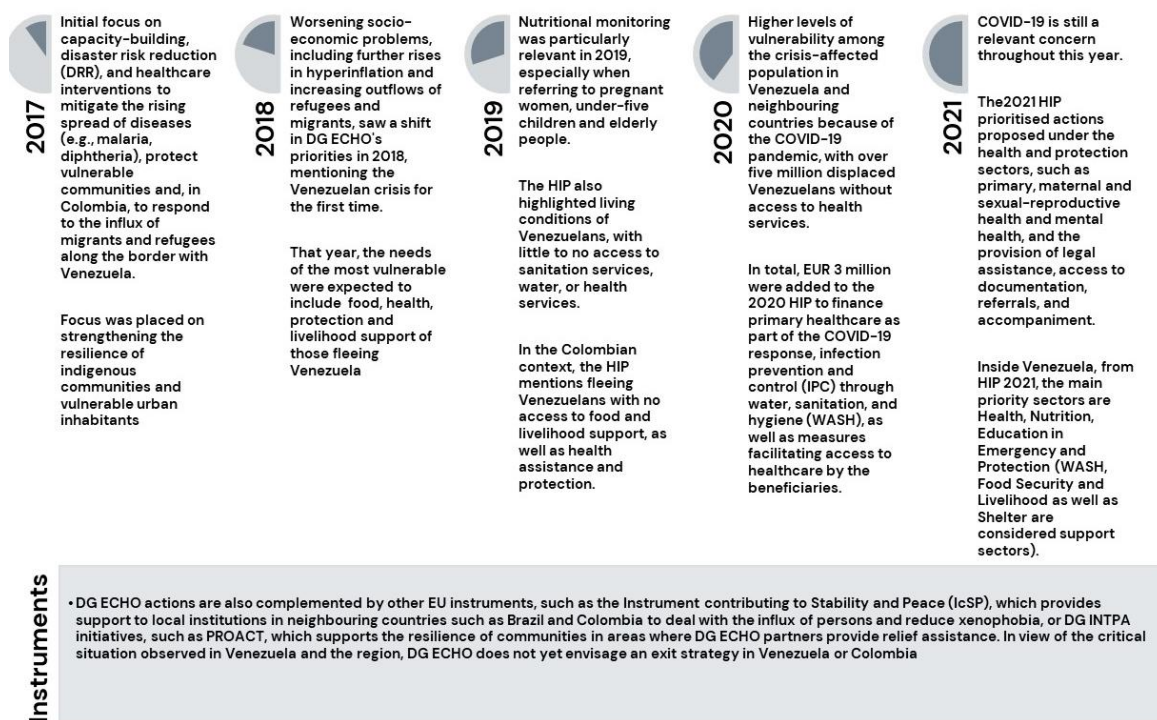 2017
Initial focus on
capacity-building,
disaster risk reduction
(DRR), and healthcare
interventions to
mitigate the rising
spread of diseases
(e.g., malaria,
diphtheria), protect
vulnerable
communities and, in
Colombia, to respond
to the influx of
migrants and refugees
along the border with
Venezuela.
Focus was placed on
strengthening the
resilience of
indigenous
communities and
vulnerable urban
inhabitants
2018
Worsening socio-
economic problems,
including further rises
in hyperinflation and
increasing outflows of
refugees and
migrants, saw a shift
in DG ECHO's
priorities in 2018,
mentioning the
Venezuelan crisis for
the first time.
That year, the needs
of the most vulnerable
were expected to
include food, health,
protection and
livelihood support of
those fleeing
Venezuela
2019
Nutritional monitoring
was particularly
relevant in 2019,
especially when
referring to pregnant
women, under-five
children and elderly
people.
The HIP also
highlighted living
conditions of
Venezuelans, with
little to no access to
sanitation services,
water, or health
services.
In the Colombian
context, the HIP
mentions fleeing
Venezuelans with no
access to food and
livelihood support, as
well as health
assistance and
protection.
2020
Higher levels of
vulnerability among
the crisis-affected
population in
Venezuela and
neighbouring
countries because of
the COVID-19
pandemic, with over
five million displaced
Venezuelans without
access to health
services.
In total, EUR 3 million
were added to the
2020 HIP to finance
primary healthcare as
part of the COVID-19
response, infection
prevention and
control (IPC) through
water, sanitation, and
hygiene (WASH), as
well as measures
facilitating access to
healthcare by the
beneficiaries.
2021
COVID-19 is still a
relevant concern
throughout this year.
The2021 HIP
prioritised actions
proposed under the
health and protection
sectors, such as
primary, maternal and
sexual-reproductive
health and mental
health, and the
provision of legal
assistance, access to
documentation,
referrals, and
accompaniment.
Inside Venezuela, from
HIP 2021, the main
priority sectors are
Health, Nutrition,
Education in
Emergency and
Protection (WASH,
Food Security and
Livelihood as well as
Shelter are
considered support
sectors).
Instruments
• DG ECHO actions are also complemented by other EU instruments, such as the Instrument contributing to Stability and Peace (IcSP), which provides
support to local institutions in neighbouring countries such as Brazil and Colombia to deal with the influx of persons and reduce xenophobia, or DG INTPA
initiatives, such as PROACT, which supports the resilience of communities in areas where DG ECHO partners provide relief assistance. In view of the critical
situation observed in Venezuela and the region, DG ECHO does not yet envisage an exit strategy in Venezuela or Colombia